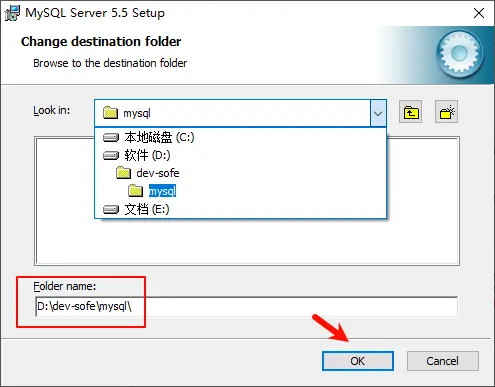 MySQL Server 5.5 Setup
Change destination folder
Browse to the destination folder
Look in:
mysql
本地磁盘 (C:)
软件 (D:)
dev-sofe
mysql
文档 (E:)
Folder name:
D:\dev-sofe\mysql\
OK
Cancel